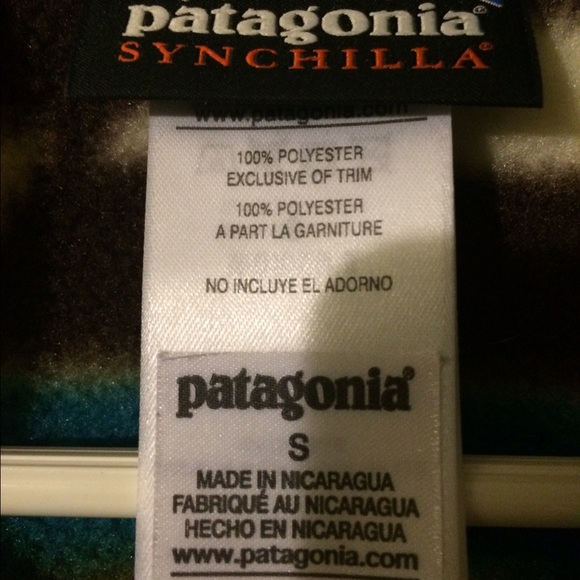 patagonia®
SYNCHILLA®
www.patagonia.com
100% POLYESTER
EXCLUSIVE OF TRIM
100% POLYESTER
A PART LA GARNITURE
NO INCLUYE EL ADORNO
patagonia®
S
MADE IN NICARAGUA
FABRIQUÉ AU NICARAGUA
HECHO EN NICARAGUA
www.patagonia.com